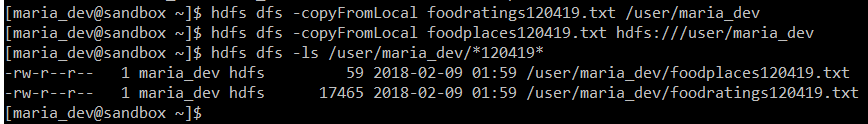 [maria_dev@sandbox ~]$ hdfs dfs -copyFromLocal foodratings120419.txt /user/maria_dev
[maria_dev@sandbox ~]$ hdfs dfs -copyFromLocal foodplaces120419.txt hdfs:///user/maria_dev
[maria_dev@sandbox ~]$ hdfs dfs -ls /user/maria_dev/*120419*
-rw-r--r--   1 maria_dev hdfs         59 2018-02-09 01:59 /user/maria_dev/foodplaces120419.txt
-rw-r--r--   1 maria_dev hdfs      17465 2018-02-09 01:59 /user/maria_dev/foodratings120419.txt
[maria_dev@sandbox ~]$